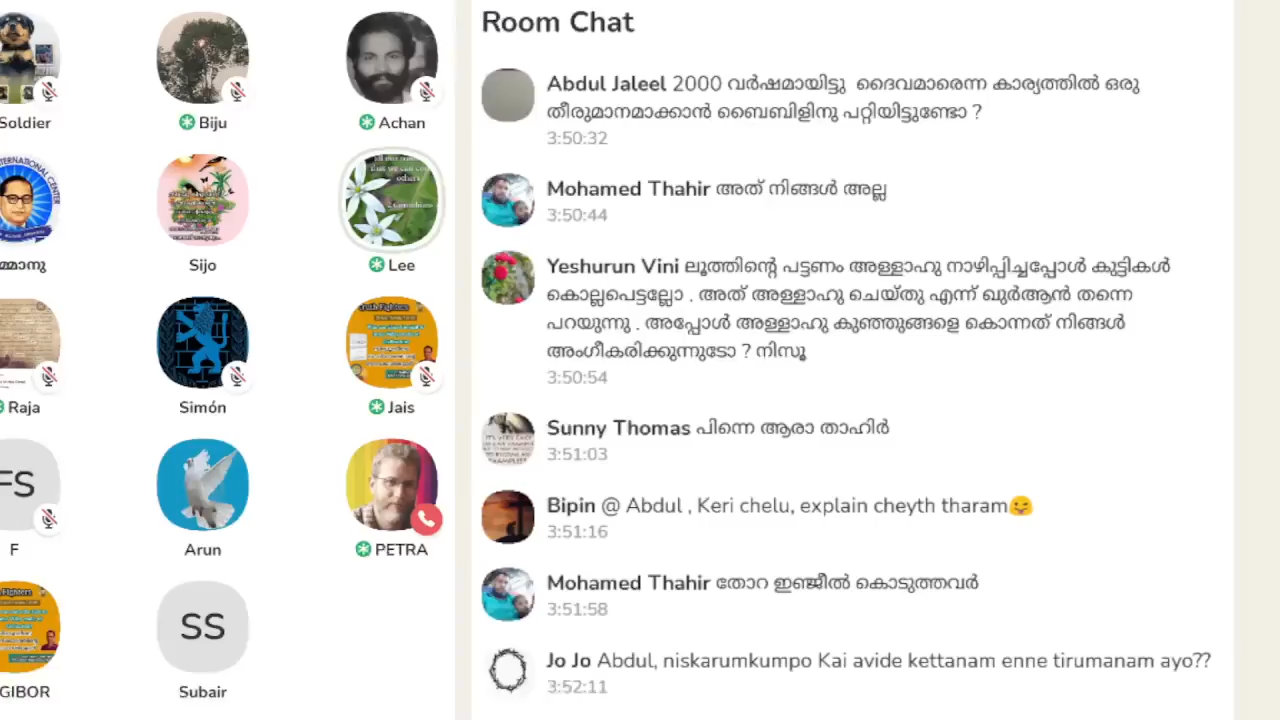 Soldier
Biju
Achan
Sijo
Lee
Raja
Simón
Jais
FS
F
Arun
PETRA
GIBOR
SS
Subair
Room Chat
Abdul Jaleel 2000 വർഷമായിട്ടു ദൈവമാരെന്ന കാര്യത്തിൽ ഒരു
തീരുമാനമാക്കാൻ ബൈബിളിനു പറ്റിയിട്ടുണ്ടോ ?
3:50:32
Mohamed Thahir അത് നിങ്ങൾ അല്ല
3:50:44
Yeshurun Vini ലൂത്തിന്റെ പട്ടണം അള്ളാഹു നാഴിപ്പിച്ചപ്പോൾ കുട്ടികൾ
കൊല്ലപെട്ടല്ലോ . അത് അള്ളാഹു ചെയ്തു എന്ന് ഖുർആൻ തന്നെ
പറയുന്നു . അപ്പോൾ അള്ളാഹു കുഞ്ഞുങ്ങളെ കൊന്നത് നിങ്ങൾ
അംഗീകരിക്കുന്നുടോ ? നിസൂ
3:50:54
Sunny Thomas പിന്നെ ആരാ താഹിർ
3:51:03
Bipin @ Abdul , Keri chelu, explain cheyth tharam😜
3:51:16
Mohamed Thahir തോറ ഇഞ്ജീൽ കൊടുത്തവർ
3:51:58
Jo Jo Abdul, niskarumkumpo Kai avide kettanam enne tirumanam ayo??
3:52:11